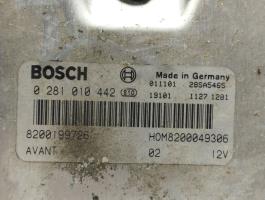 BOSCH Made in Germany
011101 28SA5465
0 281 010 442 19101 1127 1201
8200199726 HOM8200049306
AVANT 02 12V